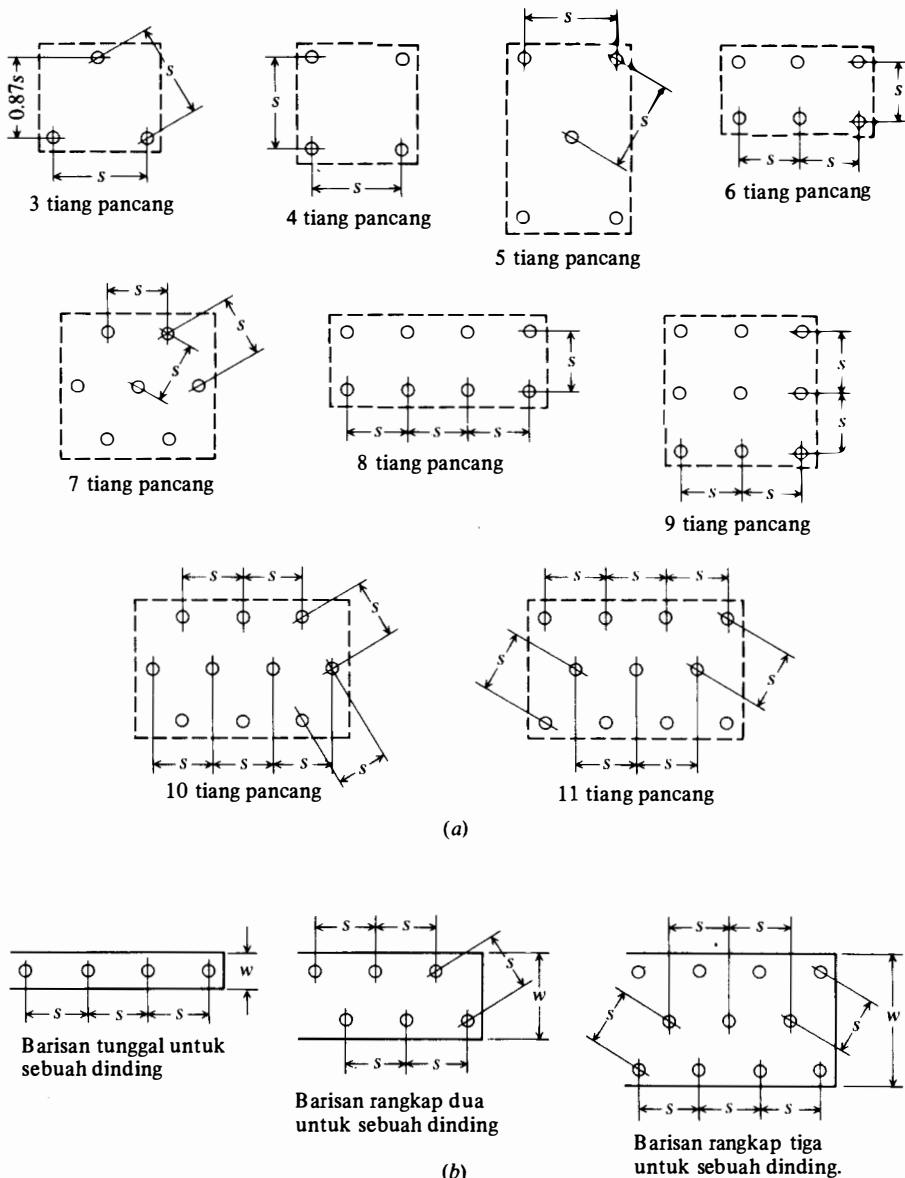 s
0.87s
s
s
3 tiang pancang
s
s
4 tiang pancang
s
s
5 tiang pancang
s
s
s
6 tiang pancang
s
s
s
7 tiang pancang
s
s
s
s
8 tiang pancang
s
s
s
s
9 tiang pancang
s
s
s
s
s
s
s
10 tiang pancang
s
s
s
s
s
s
s
11 tiang pancang
(a)
w
s
s
s
Barisan tunggal untuk
sebuah dinding
s
s
s
w
s
s
Barisan rangkap dua
untuk sebuah dinding
s
s
s
s
w
s
s
s
Barisan rangkap tiga
untuk sebuah dinding.
(b)